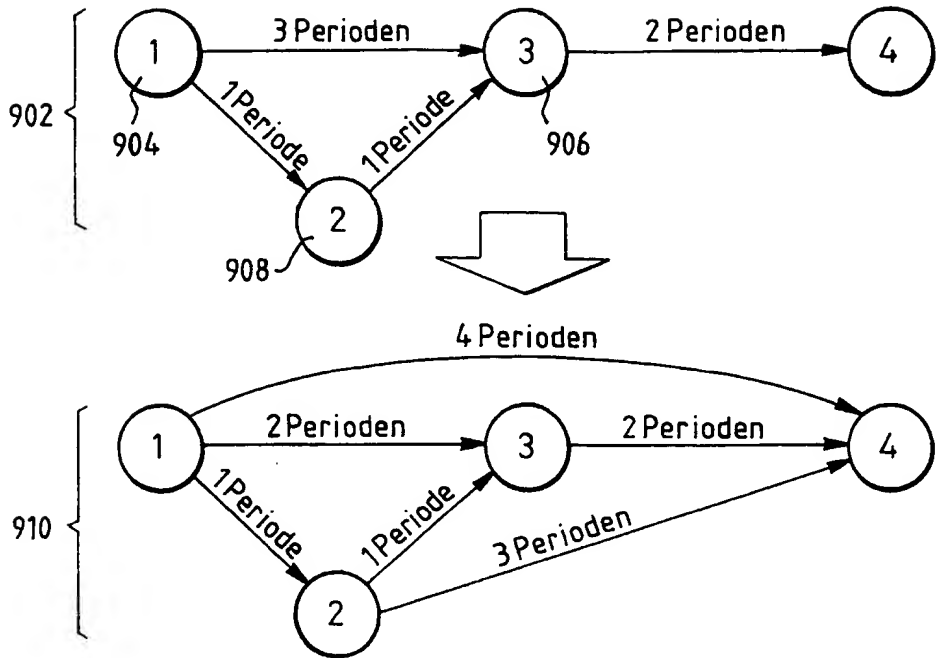 3 Perioden
2 Perioden
1
3
4
902
904
1 Periode
1 Periode
906
2
908
4 Perioden
1
2 Perioden
3
2 Perioden
4
910
1 Periode
1 Periode
3 Perioden
2